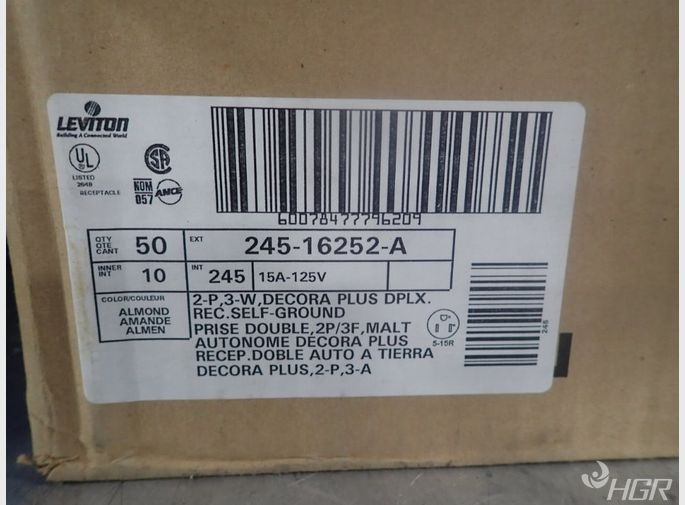 LEVITON
Building A Connected World
UL
LISTED
264B
RECEPTACLE
SA
NOM
057
ANCE
60078477796209
QTY
QTE
CANT
50
EXT
245-16252-A
INNER
INT
10
INT
245
15A-125V
COLOR/COULEUR
ALMOND
AMANDE
ALMEN
2-P,3-W,DECORA PLUS DPLX.
REC.SELF-GROUND
PRISE DOUBLE,2P/3F,MALT
AUTONOME DECORA PLUS
RECEP.DOBLE AUTO A TIERRA
DECORA PLUS,2-P,3-A
5-15R
245
HGR